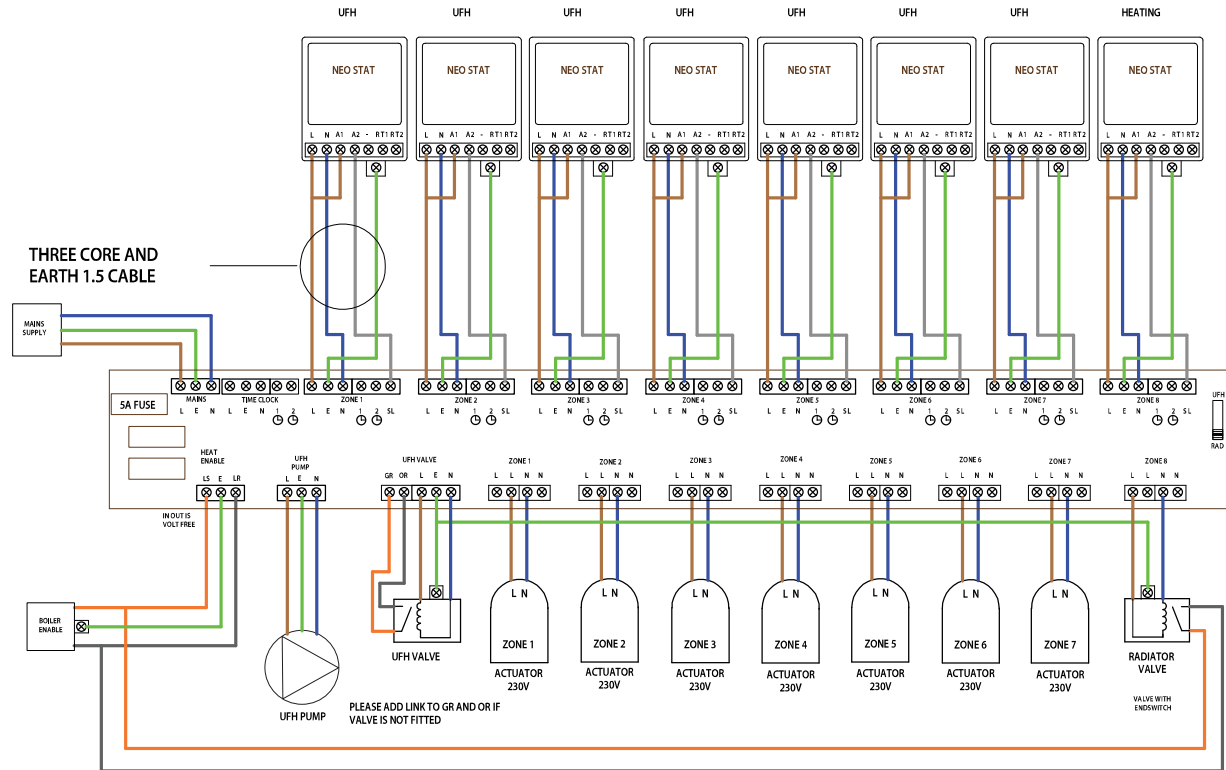 UFH UFH UFH UFH UFH UFH UFH HEATING
NEO STAT NEO STAT NEO STAT NEO STAT NEO STAT NEO STAT NEO STAT NEO STAT
L N A1 A2 - RT1 RT2 L N A1 A2 - RT1 RT2 L N A1 A2 - RT1 RT2 L N A1 A2 - RT1 RT2 L N A1 A2 - RT1 RT2 L N A1 A2 - RT1 RT2 L N A1 A2 - RT1 RT2 L N A1 A2 - RT1 RT2
THREE CORE AND
EARTH 1.5 CABLE
MAINS
SUPPLY
5A FUSE
MAINS TIME CLOCK ZONE 1 ZONE 2 ZONE 3 ZONE 4 ZONE 5 ZONE 6 ZONE 7 ZONE 8
L E N L E N 1 2 L E N 1 2 SL L E N 1 2 SL L E N 1 2 SL L E N 1 2 SL L E N 1 2 SL L E N 1 2 SL L E N 1 2 SL L E N 1 2 SL
UFH
RAD
HEAT
ENABLE
LS E LR
UFH
PUMP
L E N
UFH VALVE
GR OR L E N
ZONE 1 ZONE 2 ZONE 3 ZONE 4 ZONE 5 ZONE 6 ZONE 7 ZONE 8
L L N N L L N N L L N N L L N N L L N N L L N N L L N N L L N N
IN OUT IS
VOLT FREE
BOILER
ENABLE
UFH PUMP
UFH VALVE
PLEASE ADD LINK TO GR AND OR IF
VALVE IS NOT FITTED
L N L N L N L N L N L N L N
ZONE 1 ZONE 2 ZONE 3 ZONE 4 ZONE 5 ZONE 6 ZONE 7
ACTUATOR ACTUATOR ACTUATOR ACTUATOR ACTUATOR ACTUATOR ACTUATOR
230V 230V 230V 230V 230V 230V 230V
RADIATOR
VALVE
VALVE WITH
ENDSWITCH